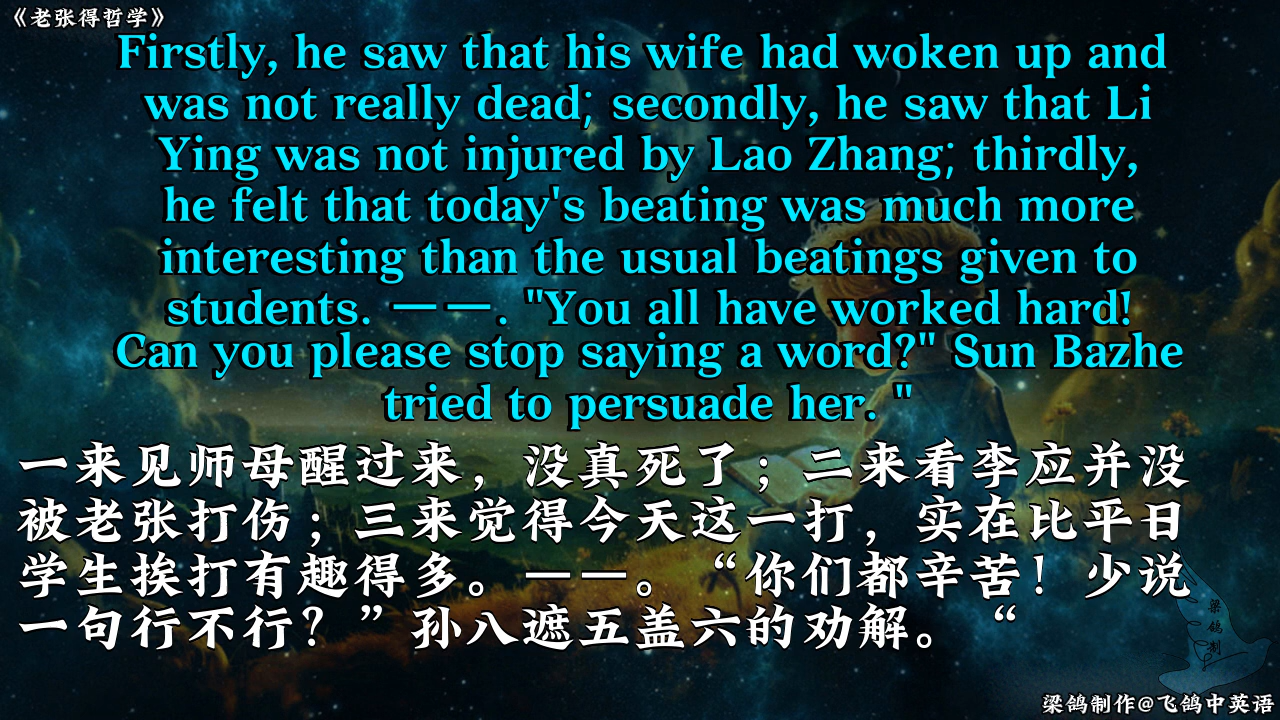 《老张得哲学》
Firstly, he saw that his wife had woken up and
was not really dead; secondly, he saw that Li
Ying was not injured by Lao Zhang; thirdly,
he felt that today's beating was much more
interesting than the usual beatings given to
students. 一一. "You all have worked hard!
Can you please stop saying a word?" Sun Bazhe
tried to persuade her. "
一来见师母醒过来，没真死了；二来看李应并没
被老张打伤；三来觉得今天这一打，实在比平日
学生挨打有趣得多。一一。“你们都辛苦！少说
一句行不行？”孙八遮五盖六的劝解。“
梁鸽制
梁鸽制作@飞鸽中英语